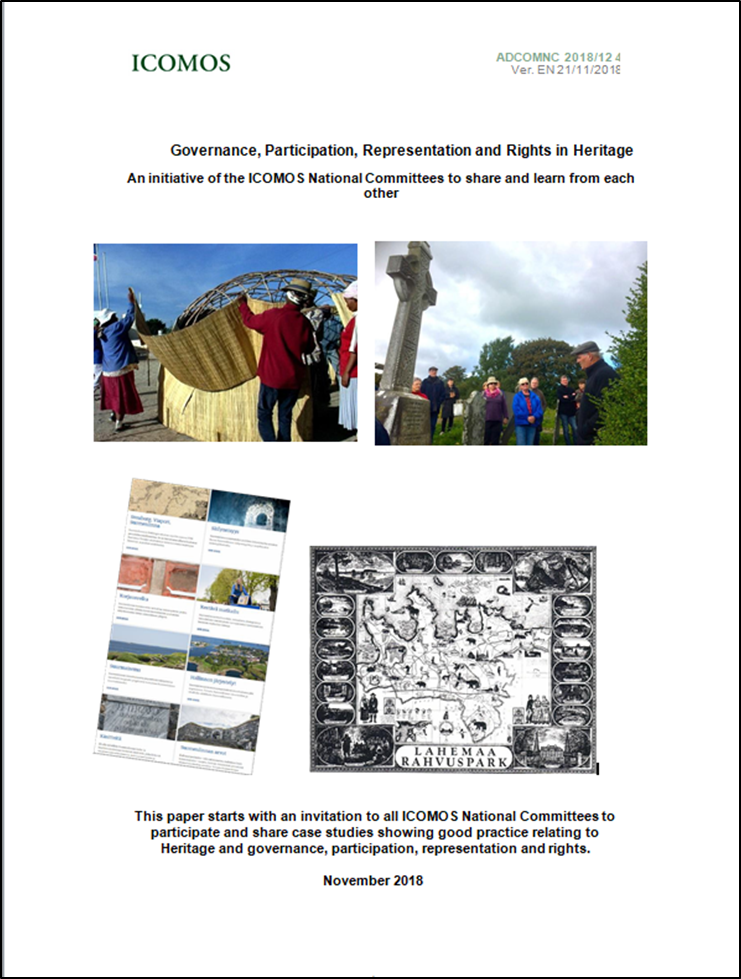 ICOMOS
ADCOMNC 2018/12 4
Ver. EN 21/11/2018
Governance, Participation, Representation and Rights in Heritage
An initiative of the ICOMOS National Committees to share and learn from each
other
LAHEMAA
RAHVUSPARK
This paper starts with an invitation to all ICOMOS National Committees to
participate and share case studies showing good practice relating to
Heritage and governance, participation, representation and rights.
November 2018